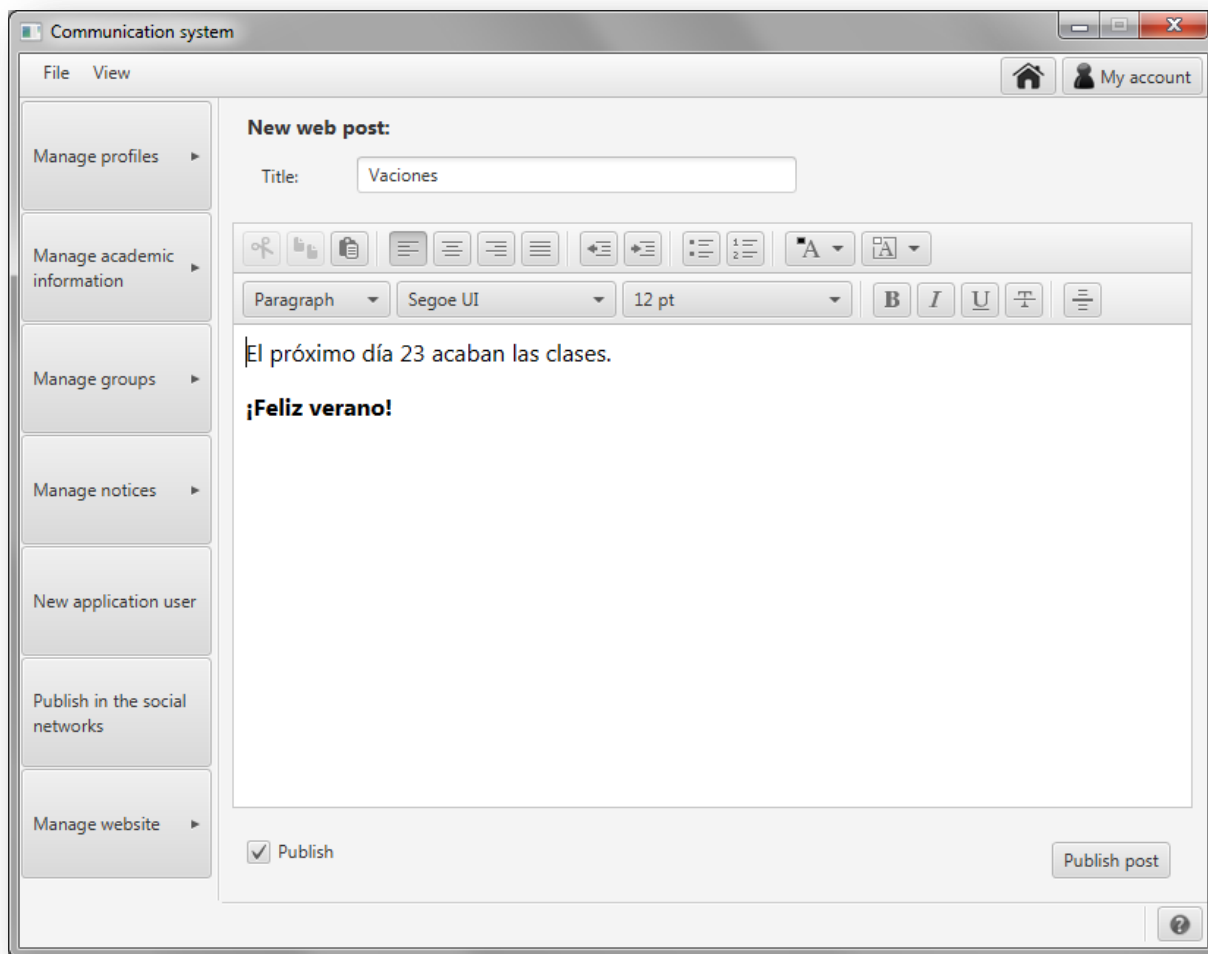 Communication system
File View
My account
Manage profiles
Manage academic
information
Manage groups
Manage notices
New application user
Publish in the social
networks
Manage website
New web post:
Title: Vaciones
A A
Paragraph Segoe UI 12 pt B I U T
El próximo día 23 acaban las clases.
¡Feliz verano!
Publish
Publish post
?